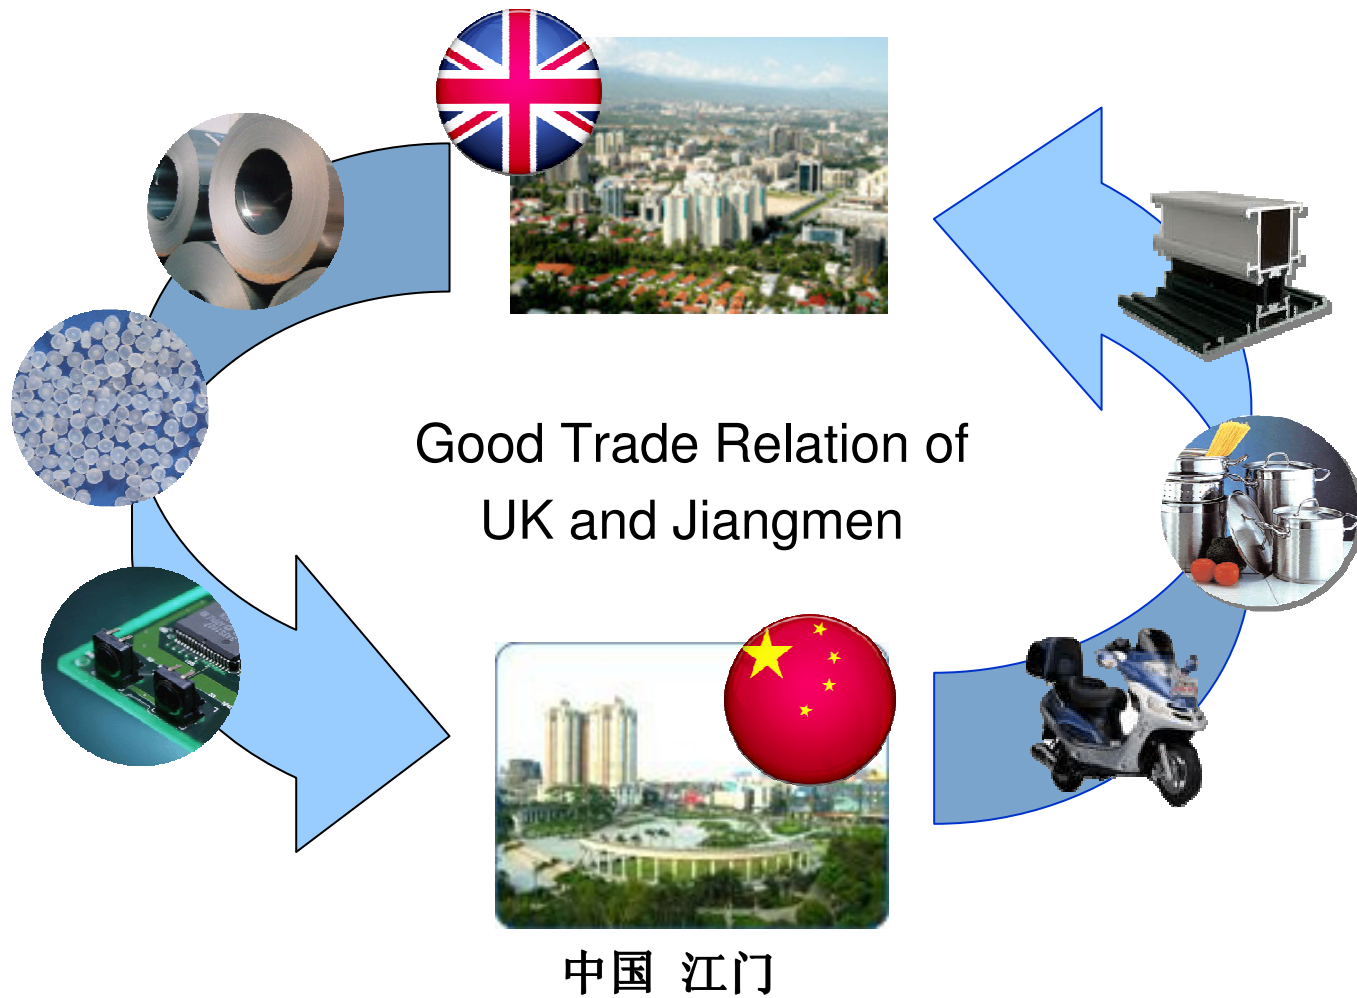 Good Trade Relation of
UK and Jiangmen
中国 江门